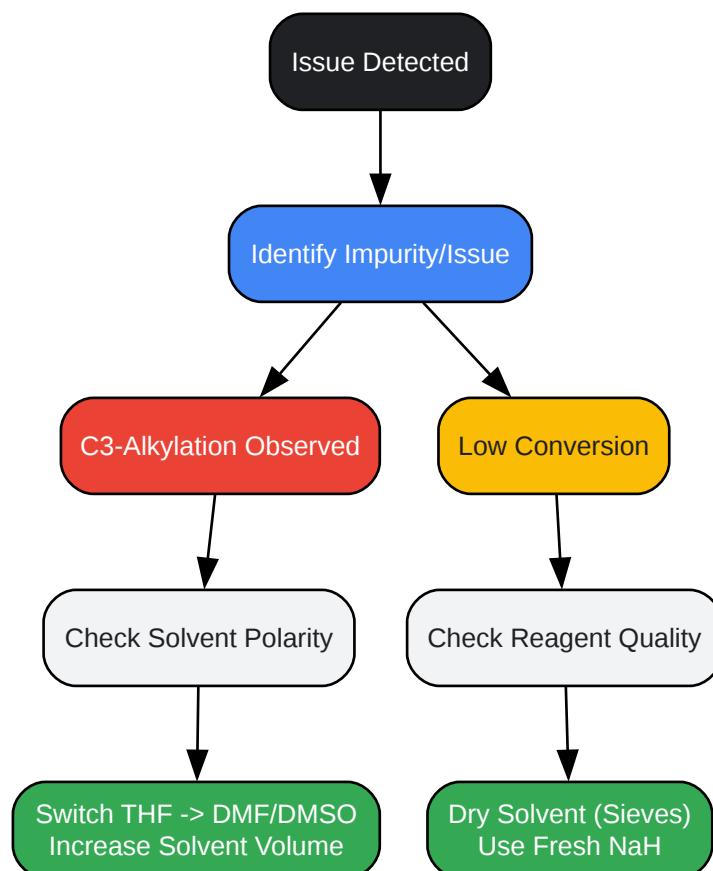 Issue Detected
Identify Impurity/Issue
C3-Alkylation Observed
Low Conversion
Check Solvent Polarity
Check Reagent Quality
Switch THF -> DMF/DMSO
Increase Solvent Volume
Dry Solvent (Sieves)
Use Fresh NaH